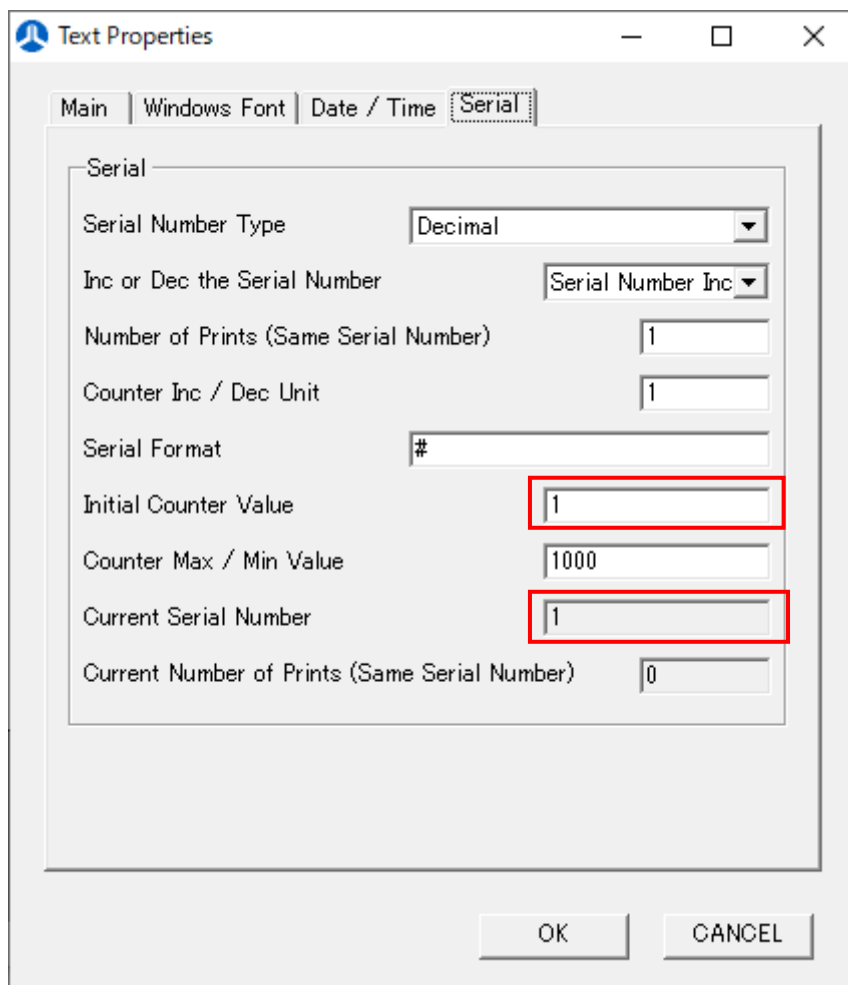 Text Properties
Main Windows Font Date / Time Serial
Serial
Serial Number Type Decimal
Inc or Dec the Serial Number Serial Number Inc
Number of Prints (Same Serial Number) 1
Counter Inc / Dec Unit 1
Serial Format #
Initial Counter Value 1
Counter Max / Min Value 1000
Current Serial Number 1
Current Number of Prints (Same Serial Number) 0
OK CANCEL